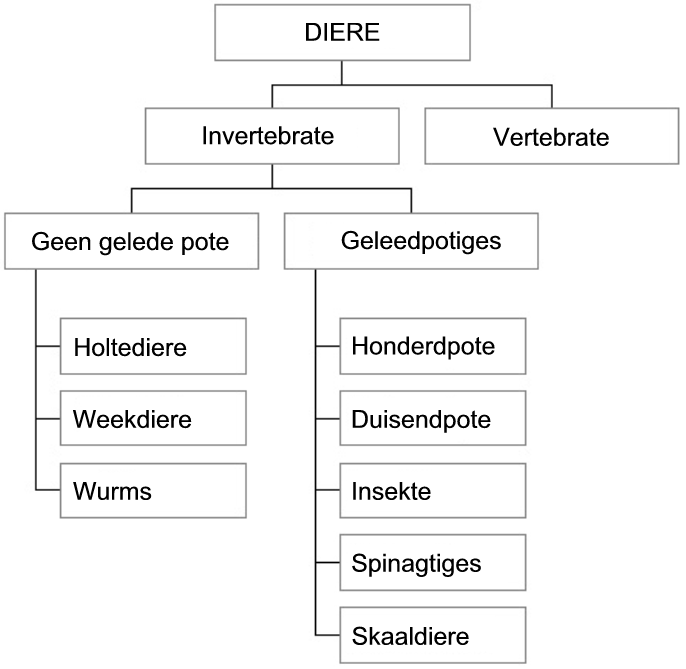 DIERE
Invertebrate
Vertebrate
Geen gelede pote
Geleedpotiges
Holtediere
Weekdiere
Wurms
Honderdpote
Duisendpote
Insekte
Spinagtiges
Skaaldiere